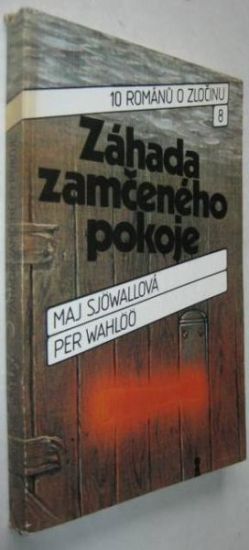 10 ROMÁNŮ O ZLOČINU
8
Záhada
zamčeného
pokoje
MAJ SJÖWALLOVÁ
PER WAHLÖÖ